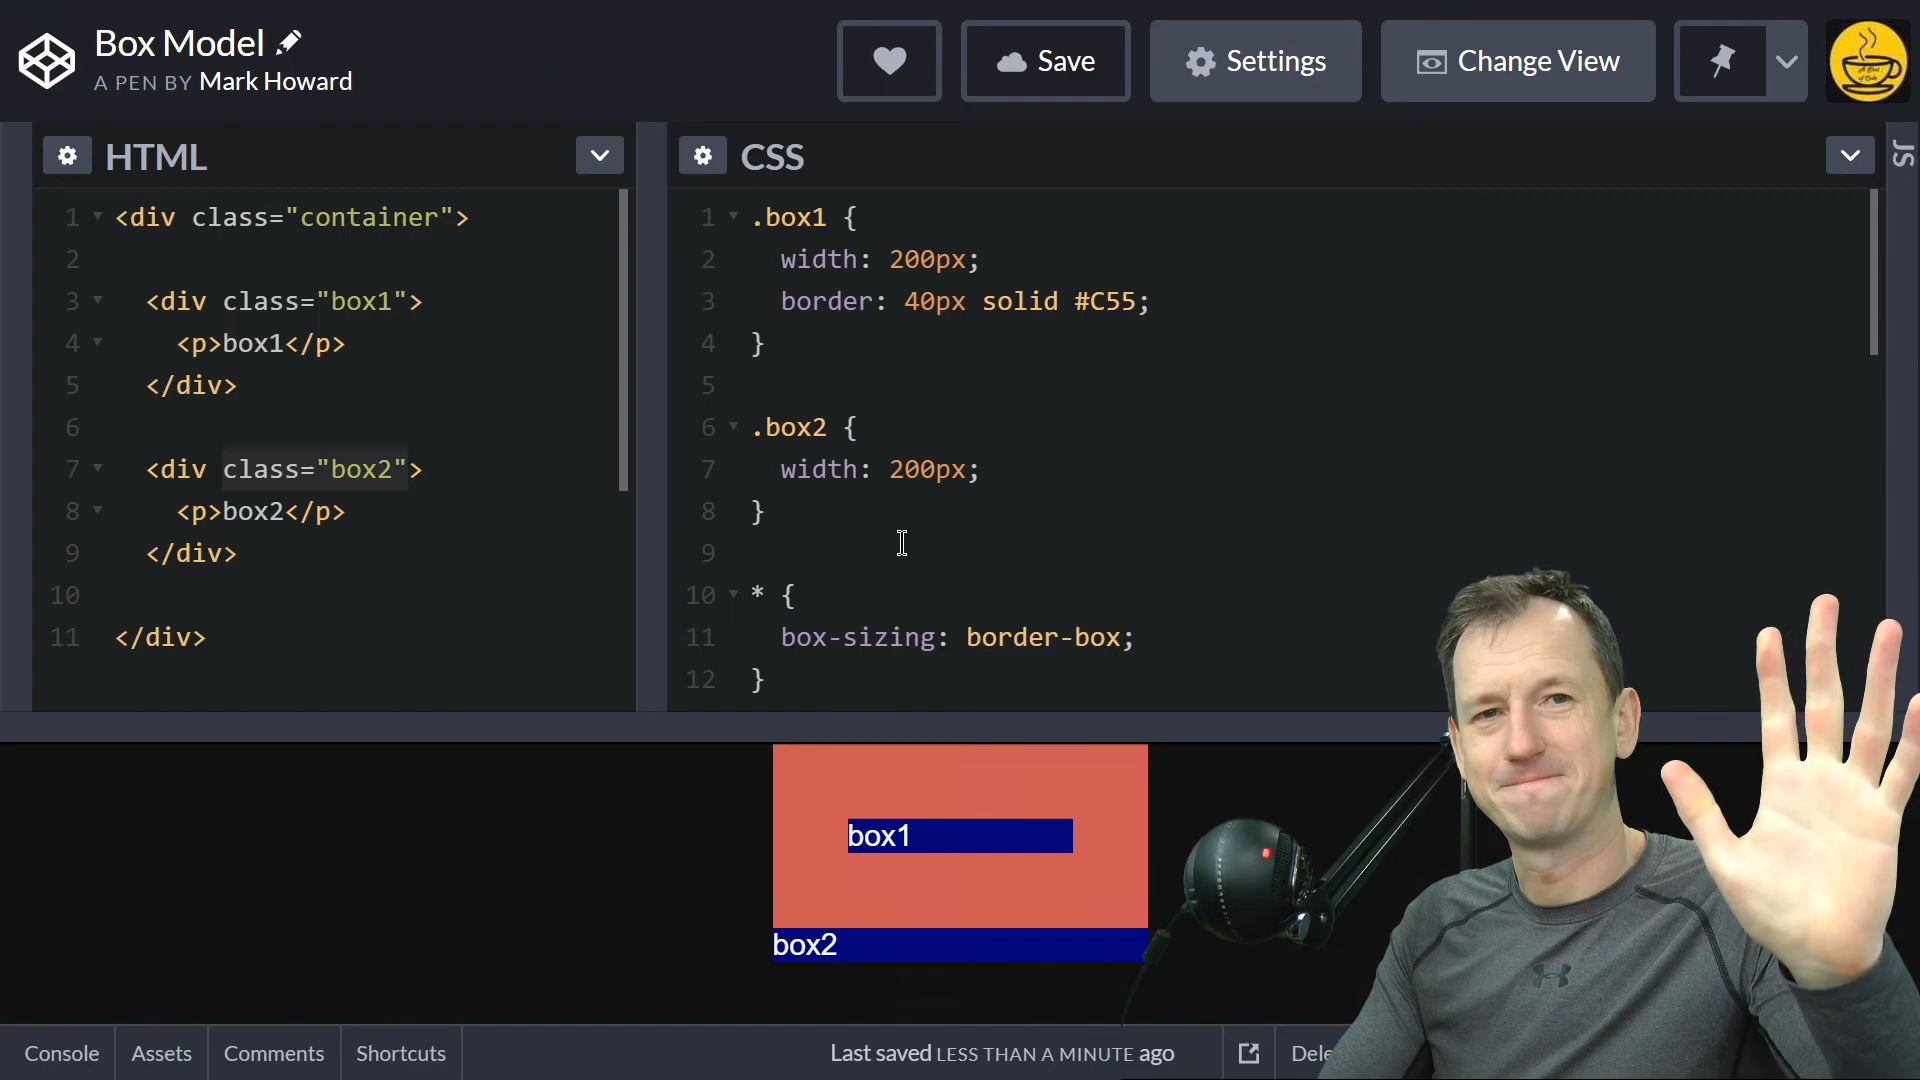 Box Model
A PEN BY Mark Howard
Save
Settings
Change View
HTML
CSS
JS
1 <div class="container">
2
3 <div class="box1">
4 <p>box1</p>
5 </div>
6
7 <div class="box2">
8 <p>box2</p>
9 </div>
10
11 </div>
1 .box1 {
2 width: 200px;
3 border: 40px solid #C55;
4 }
5
6 .box2 {
7 width: 200px;
8 }
9
10 * {
11 box-sizing: border-box;
12 }
box1
box2
Console Assets Comments Shortcuts Last saved LESS THAN A MINUTE ago